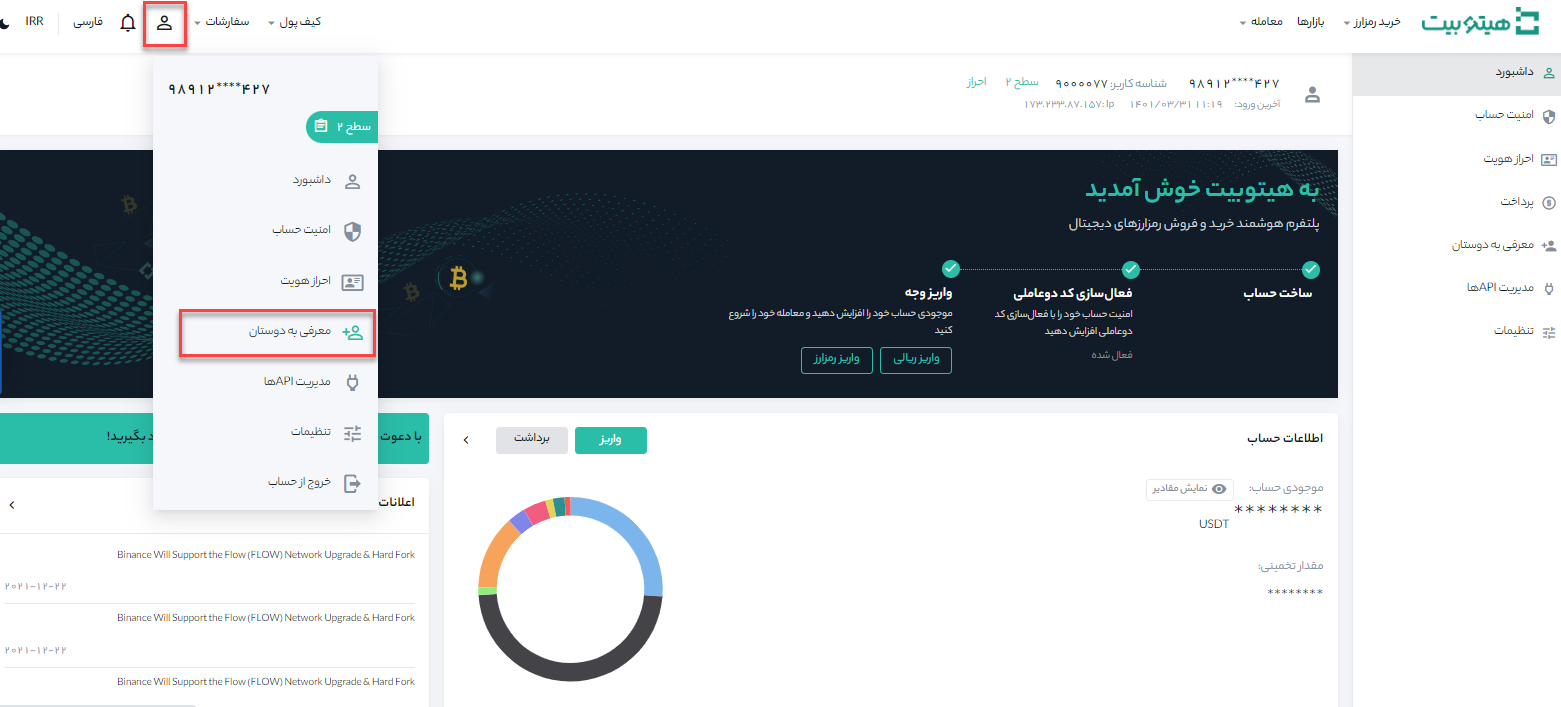 هیتوبیت
خرید رمزارز
بازارها
معامله
کیف پول
سفارشات
فارسی
IRR
داشبورد
امنیت حساب
احراز هویت
پرداخت
معرفی به دوستان
مدیریت APIها
تنظیمات
۹۸۹۱۲****۴۲۷
شناسه کاربر: ۹۰۰۰۰۷۷
سطح ۲
احراز
آخرین ورود: ۱۴۰۱/۰۳/۳۱ ۱۱:۱۹
Ip: ۱۷۳.۲۳۳.۸۷.۱۵۷
۹۸۹۱۲****۴۲۷
سطح ۲
داشبورد
امنیت حساب
احراز هویت
معرفی به دوستان
مدیریت APIها
تنظیمات
خروج از حساب
به هیتوبیت خوش آمدید
پلتفرم هوشمند خرید و فروش رمزارزهای دیجیتال
ساخت حساب
فعال‌سازی کد دوعاملی
امنیت حساب خود را با فعال‌سازی کد
دوعاملی افزایش دهید
فعال شده
واریز وجه
موجودی حساب خود را افزایش دهید و معامله خود را شروع
کنید
واریز ریالی
واریز رمزارز
اطلاعات حساب
واریز
برداشت
موجودی حساب:
نمایش مقادیر
********
USDT
مقدار تخمینی:
********
با دعوت
د بگیرید!
اعلانات
Binance Will Support the Flow (FLOW) Network Upgrade & Hard Fork
۲۰۲۱-۱۲-۲۲
Binance Will Support the Flow (FLOW) Network Upgrade & Hard Fork
۲۰۲۱-۱۲-۲۲
Binance Will Support the Flow (FLOW) Network Upgrade & Hard Fork